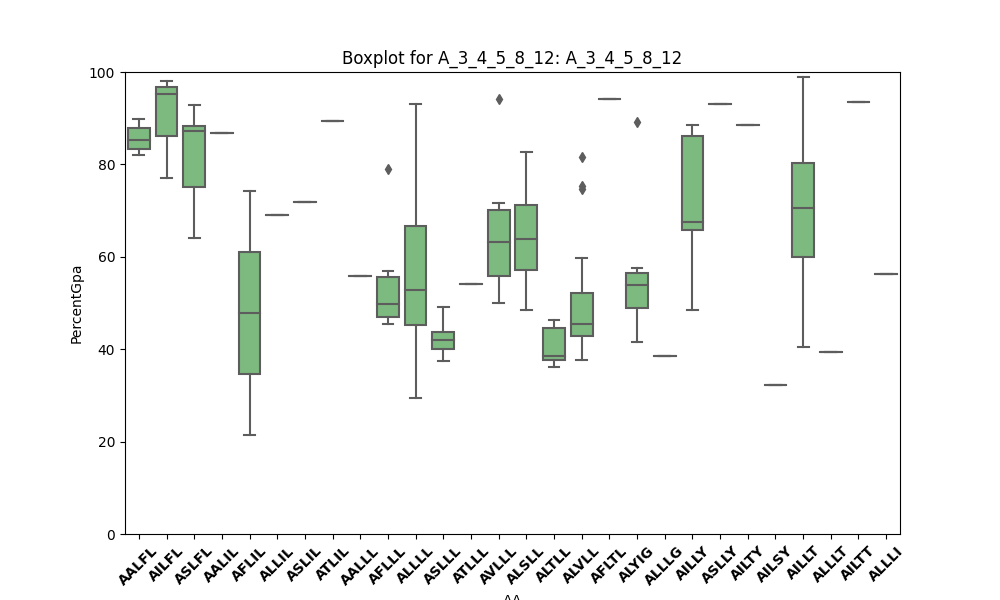 Boxplot for A_3_4_5_8_12: A_3_4_5_8_12
PercentGpa
100
80
60
40
20
0
AALFL AILFL ASLFL AALIL AFLIL ALLIL ASLIL ATLIL AALLL AFLLL ALLLL ASLLL ATLLL AVLLL ALSLL ALTLL ALVLL AFLTL ALYIG ALLLG AILLY ASLLY AILTY AILSY AILLT ALLLT AILTT ALLLI
AA